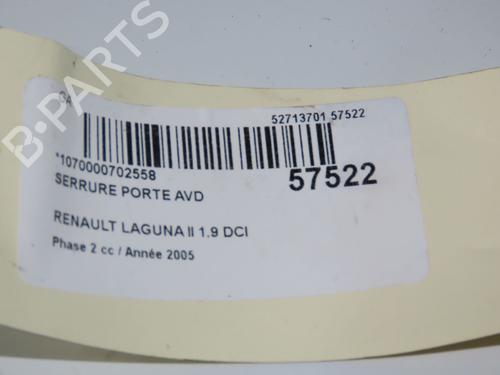 GA
52713701 57522
*1070000702558
57522
SERRURE PORTE AVD
RENAULT LAGUNA II 1.9 DCI
Phase 2 cc / Année 2005
B-PARTS